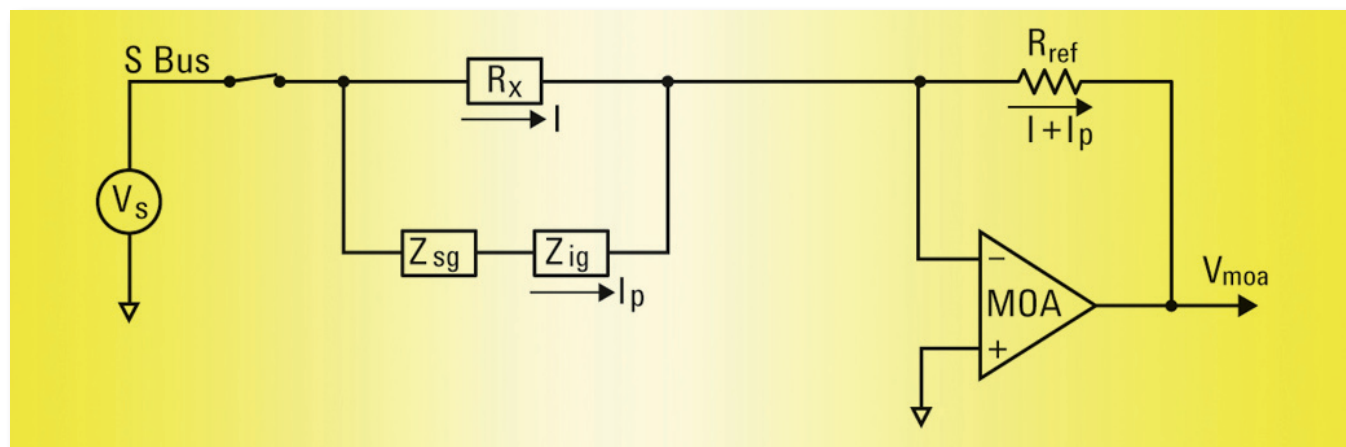 S Bus
R_x
I
R_ref
I + I_p
V_s
Z_sg
Z_ig
I_p
−
MOA
+
V_moa